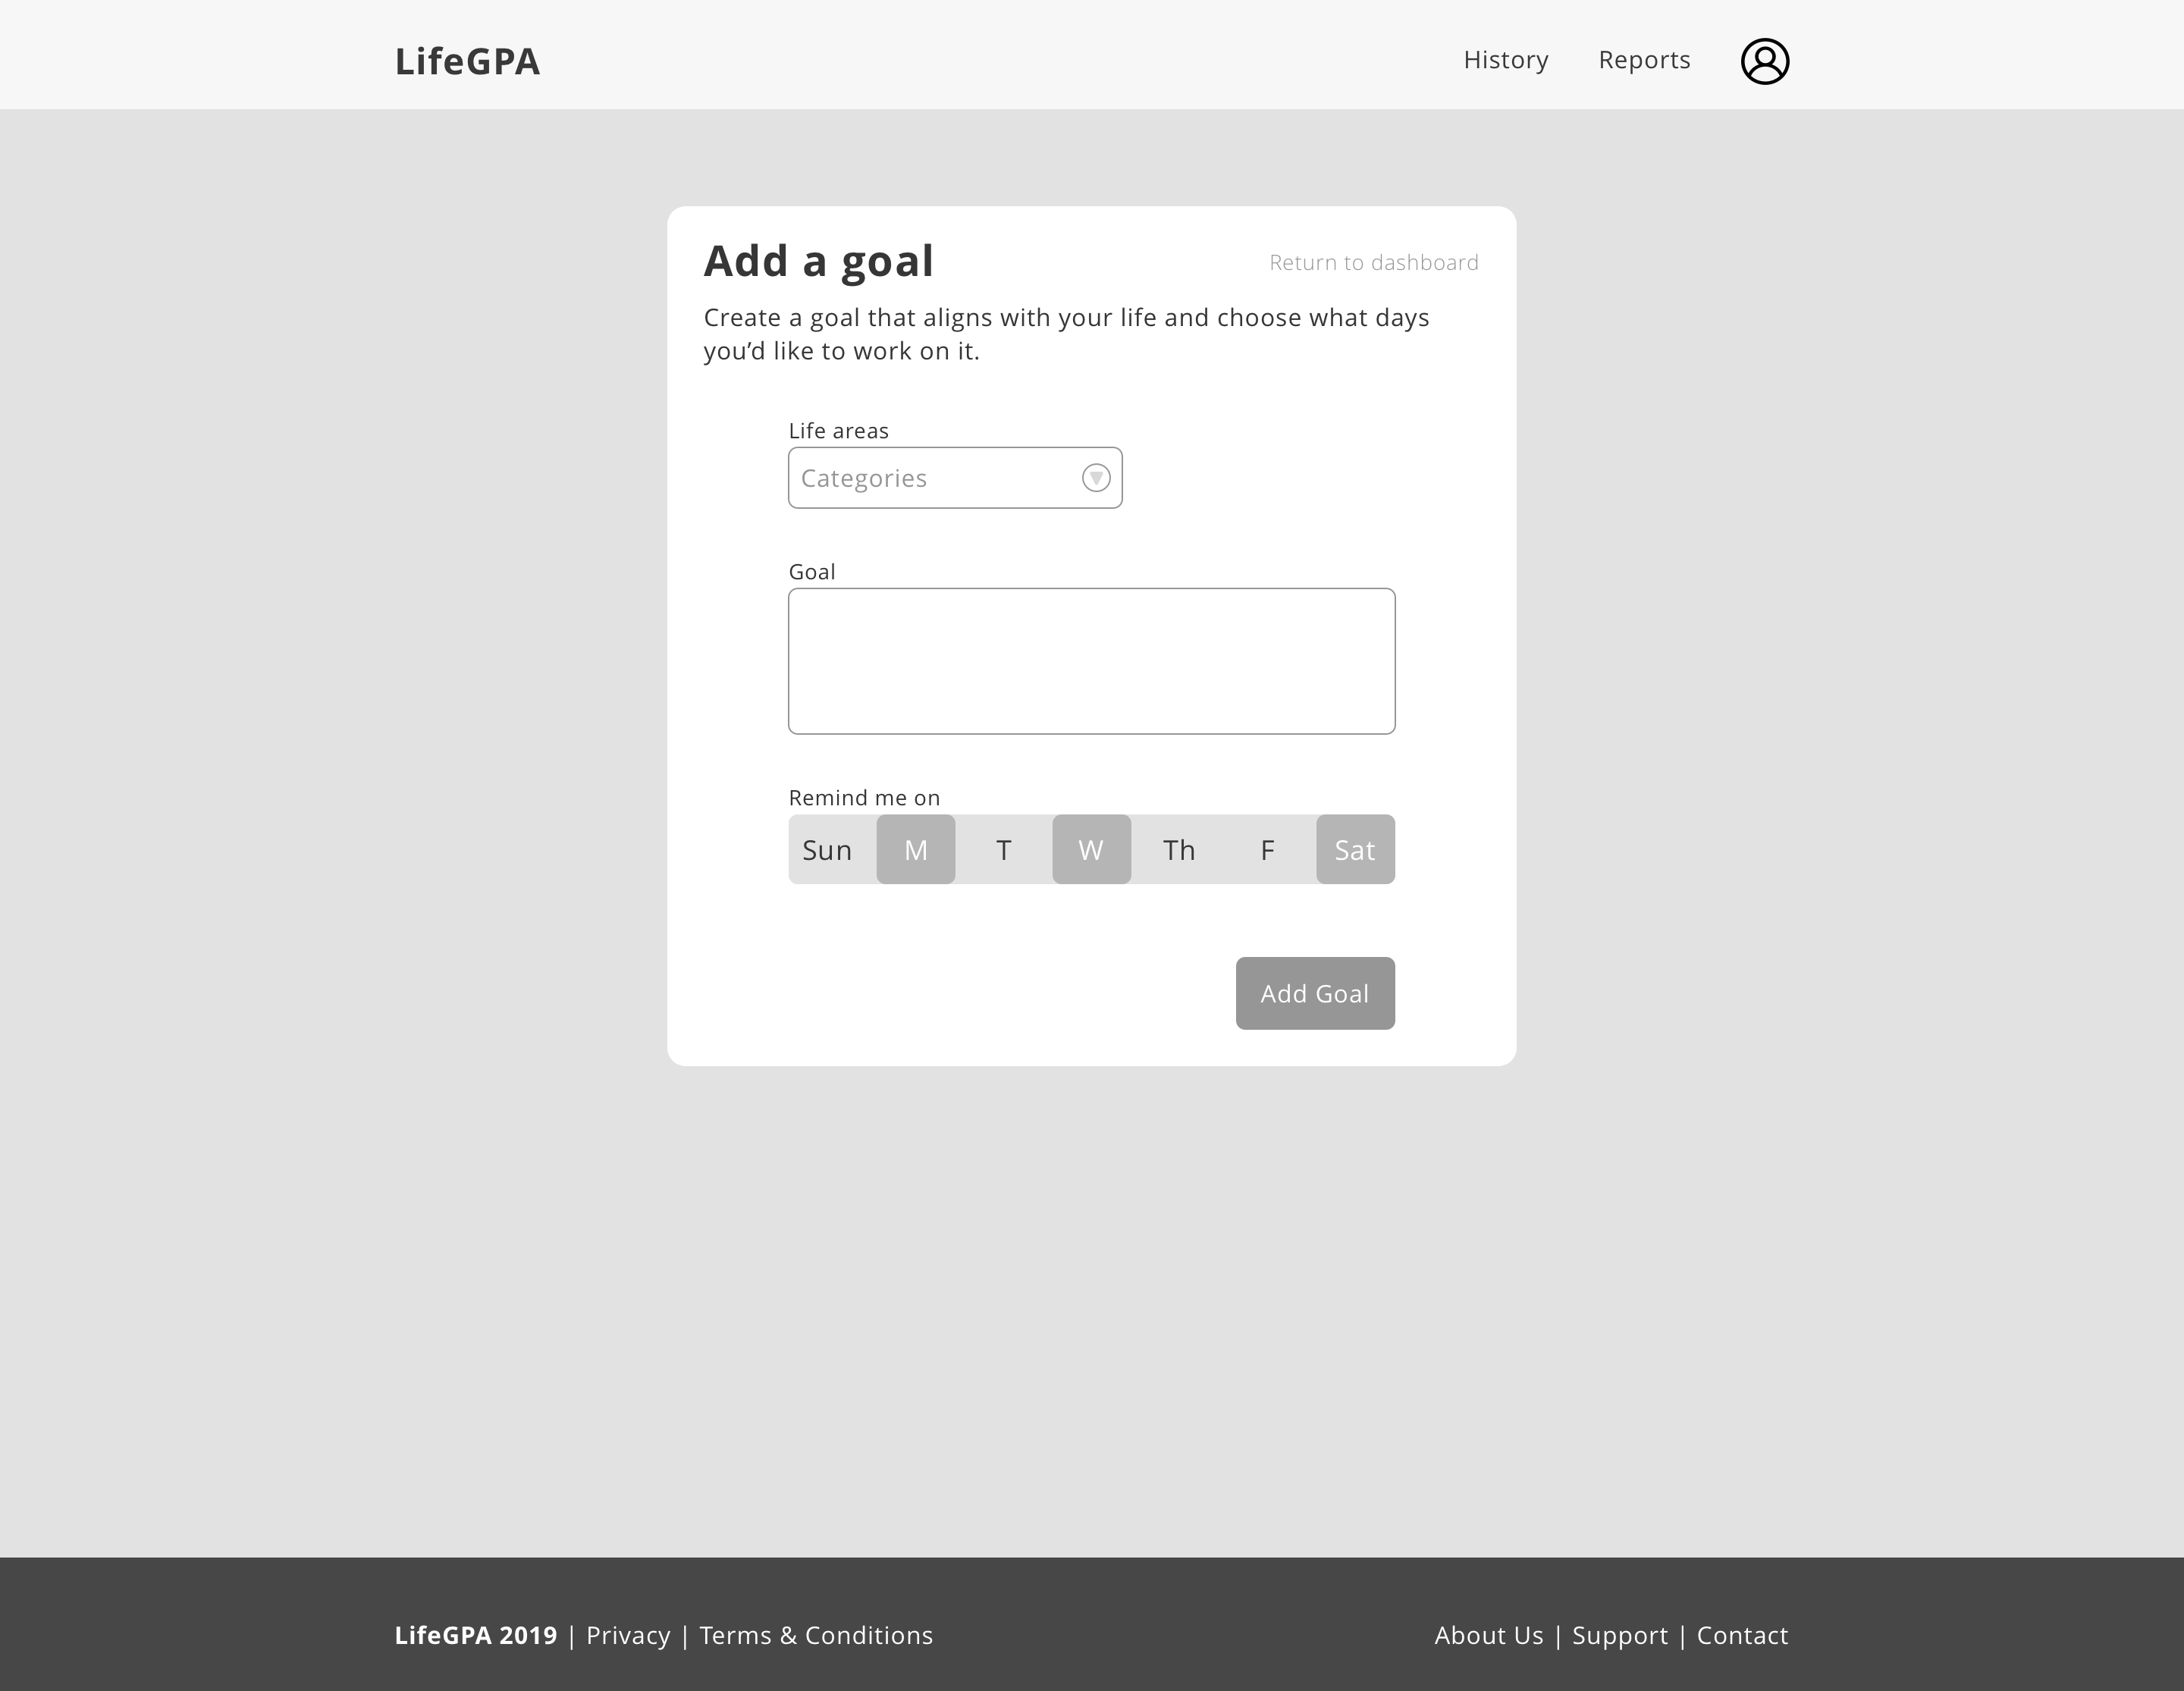 LifeGPA
History Reports
Add a goal
Return to dashboard
Create a goal that aligns with your life and choose what days
you’d like to work on it.
Life areas
Categories
Goal
Remind me on
Sun M T W Th F Sat
Add Goal
LifeGPA 2019 | Privacy | Terms & Conditions
About Us | Support | Contact